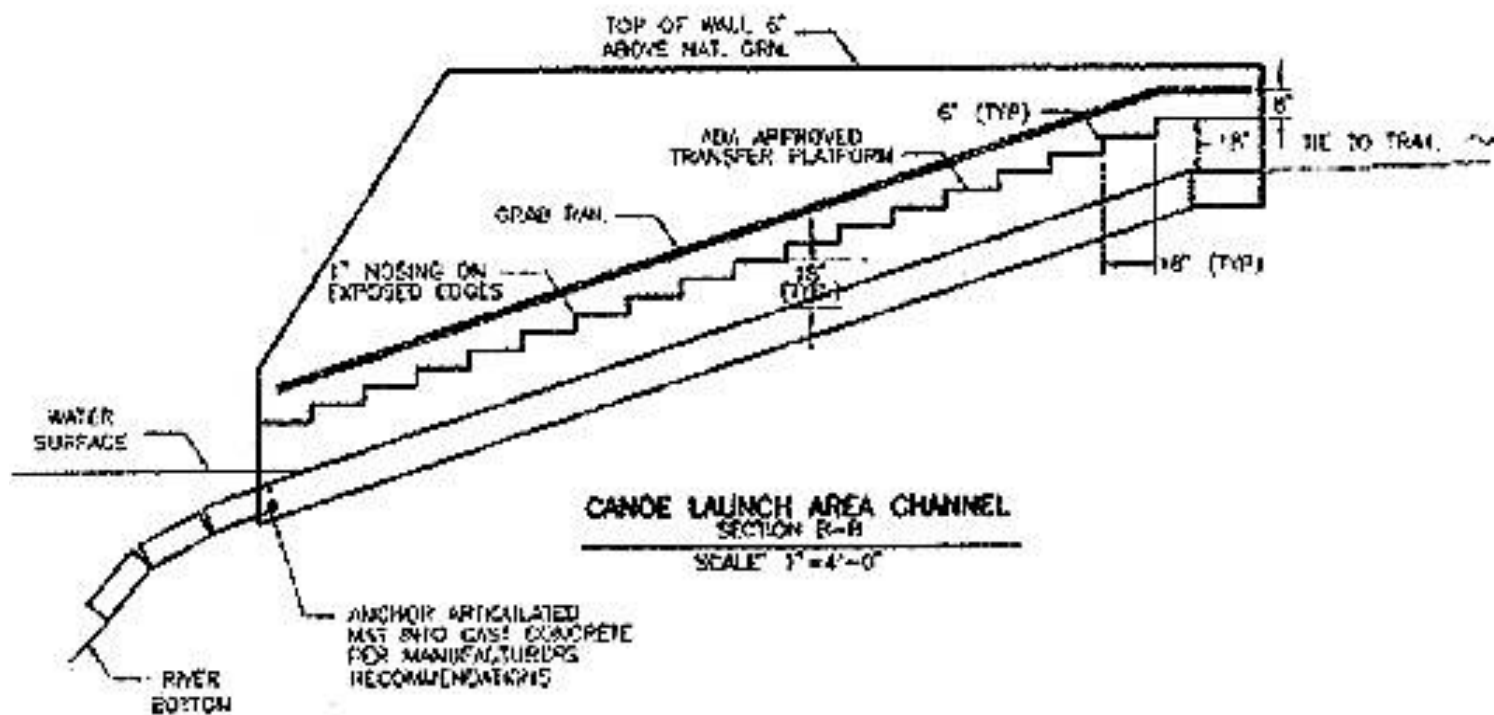 TOP OF WALL 6"
ABOVE NAT. GRN.
6" (TYP)
6"
ADA APPROVED
TRANSFER PLATFORM
18"
TIE TO TRAIL
GRAB RAIL
1" NOSING ON
EXPOSED EDGES
(TYP)
18" (TYP)
WATER
SURFACE
CANOE LAUNCH AREA CHANNEL
SECTION B-B
SCALE 1"=4'-0"
ANCHOR ARTICULATED
MAT INTO CAST CONCRETE
PER MANUFACTURERS
RECOMMENDATIONS
RIVER
BOTTOM